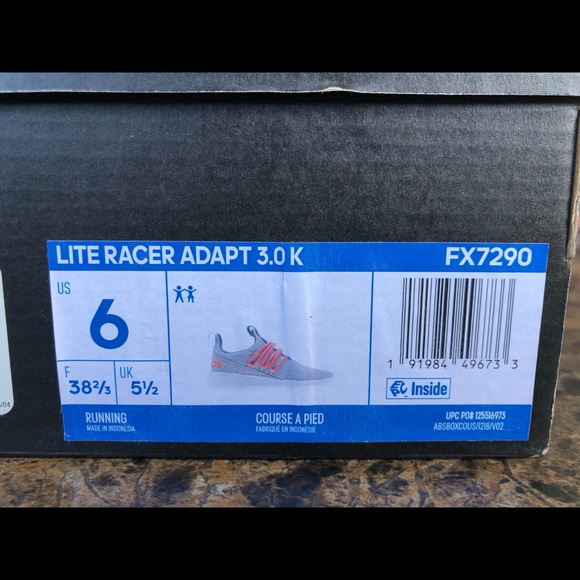 LITE RACER ADAPT 3.0 K FX7290
US
6
F
38⅔
UK
5½
1 91984 49673 3
Inside
RUNNING
MADE IN INDONESIA
COURSE A PIED
FABRIQUÉ EN INDONÉSIE
UPC PO# 125516973
ABSBOXCOUS/1218/V02